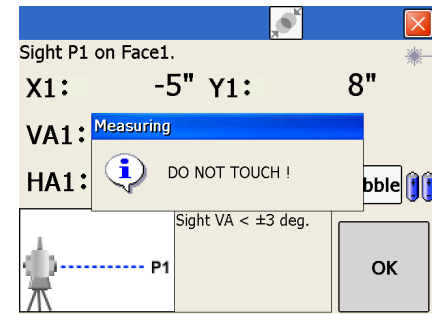 Sight P1 on Face1.
X1: -5" Y1: 8"
VA1:
Measuring
DO NOT TOUCH !
HA1:
bble
Sight VA < ±3 deg.
P1
OK